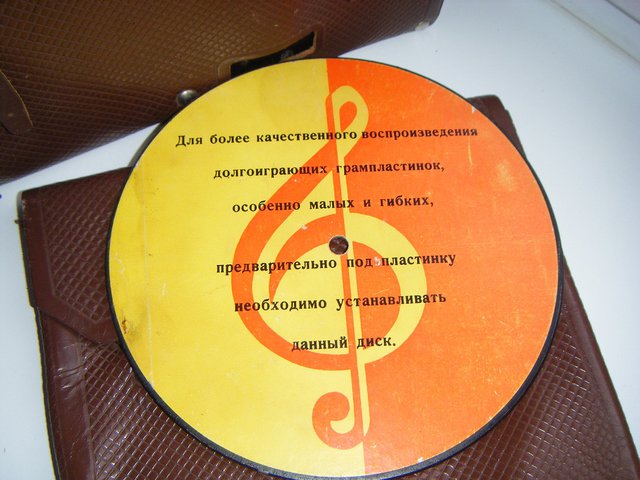 Для более качественного воспроизведения
долгоиграющих грампластинок,
особенно малых и гибких,
предварительно под пластинку
необходимо устанавливать
данный диск.